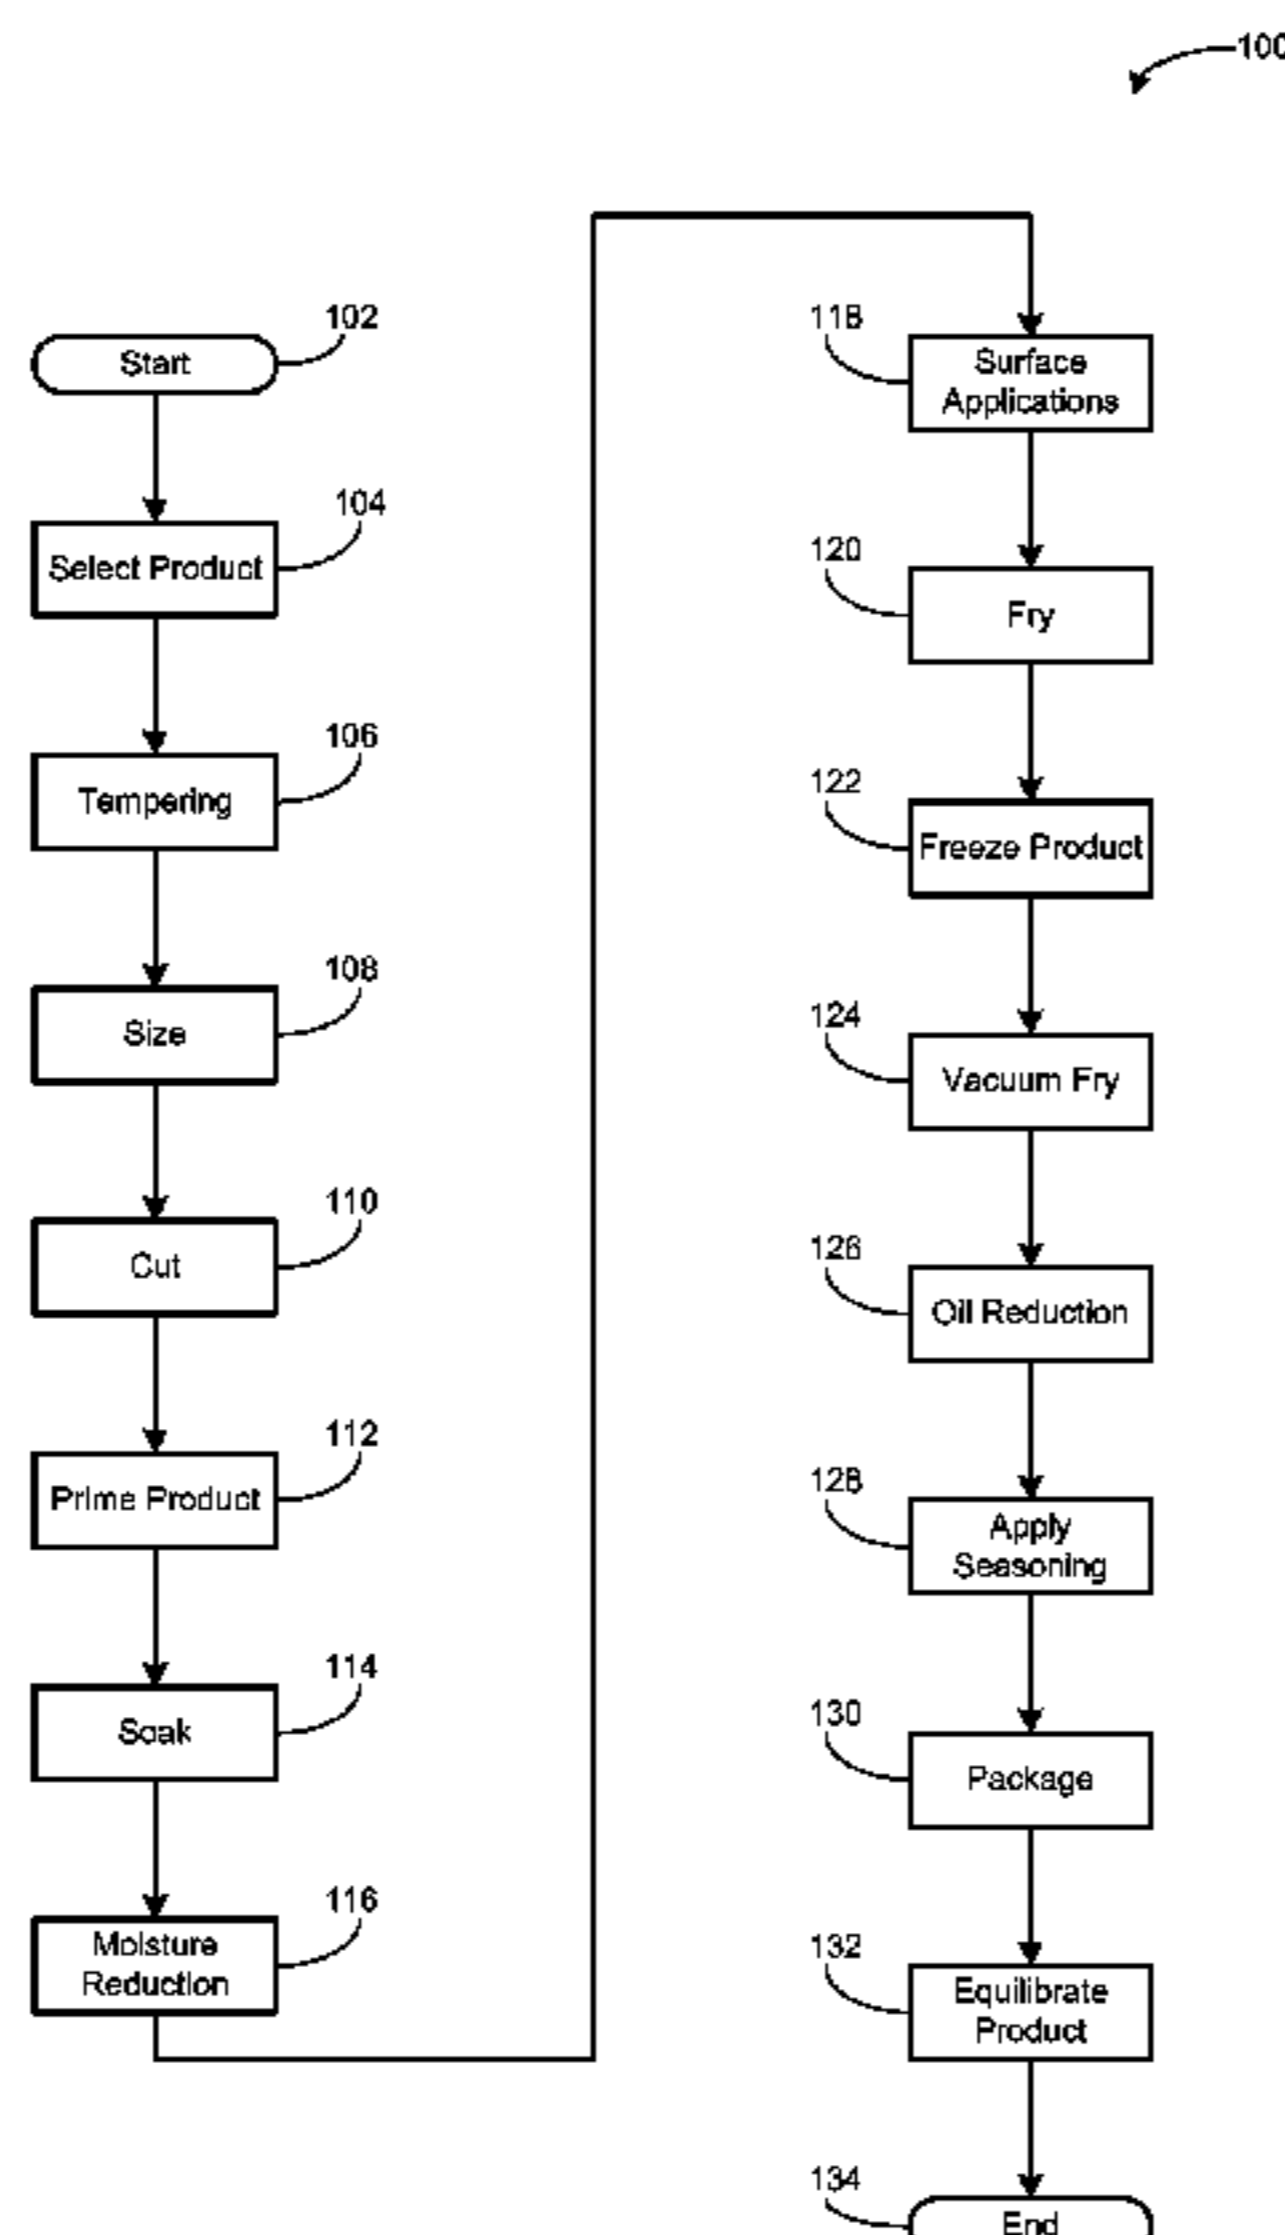 100
102
Start
104
Select Product
106
Tempering
108
Size
110
Cut
112
Prime Product
114
Soak
116
Moisture
Reduction
118
Surface
Applications
120
Fry
122
Freeze Product
124
Vacuum Fry
126
Oil Reduction
128
Apply
Seasoning
130
Package
132
Equilibrate
Product
134
End